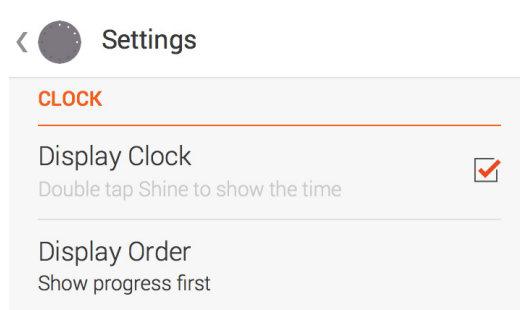 Settings
CLOCK
Display Clock
Double tap Shine to show the time
Display Order
Show progress first